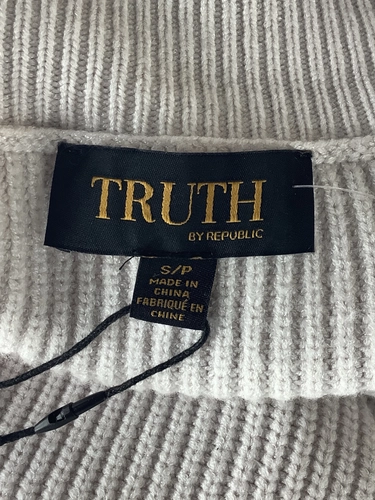 TRUTH
BY REPUBLIC
S/P
MADE IN
CHINA
FABRIQUÉ EN
CHINE